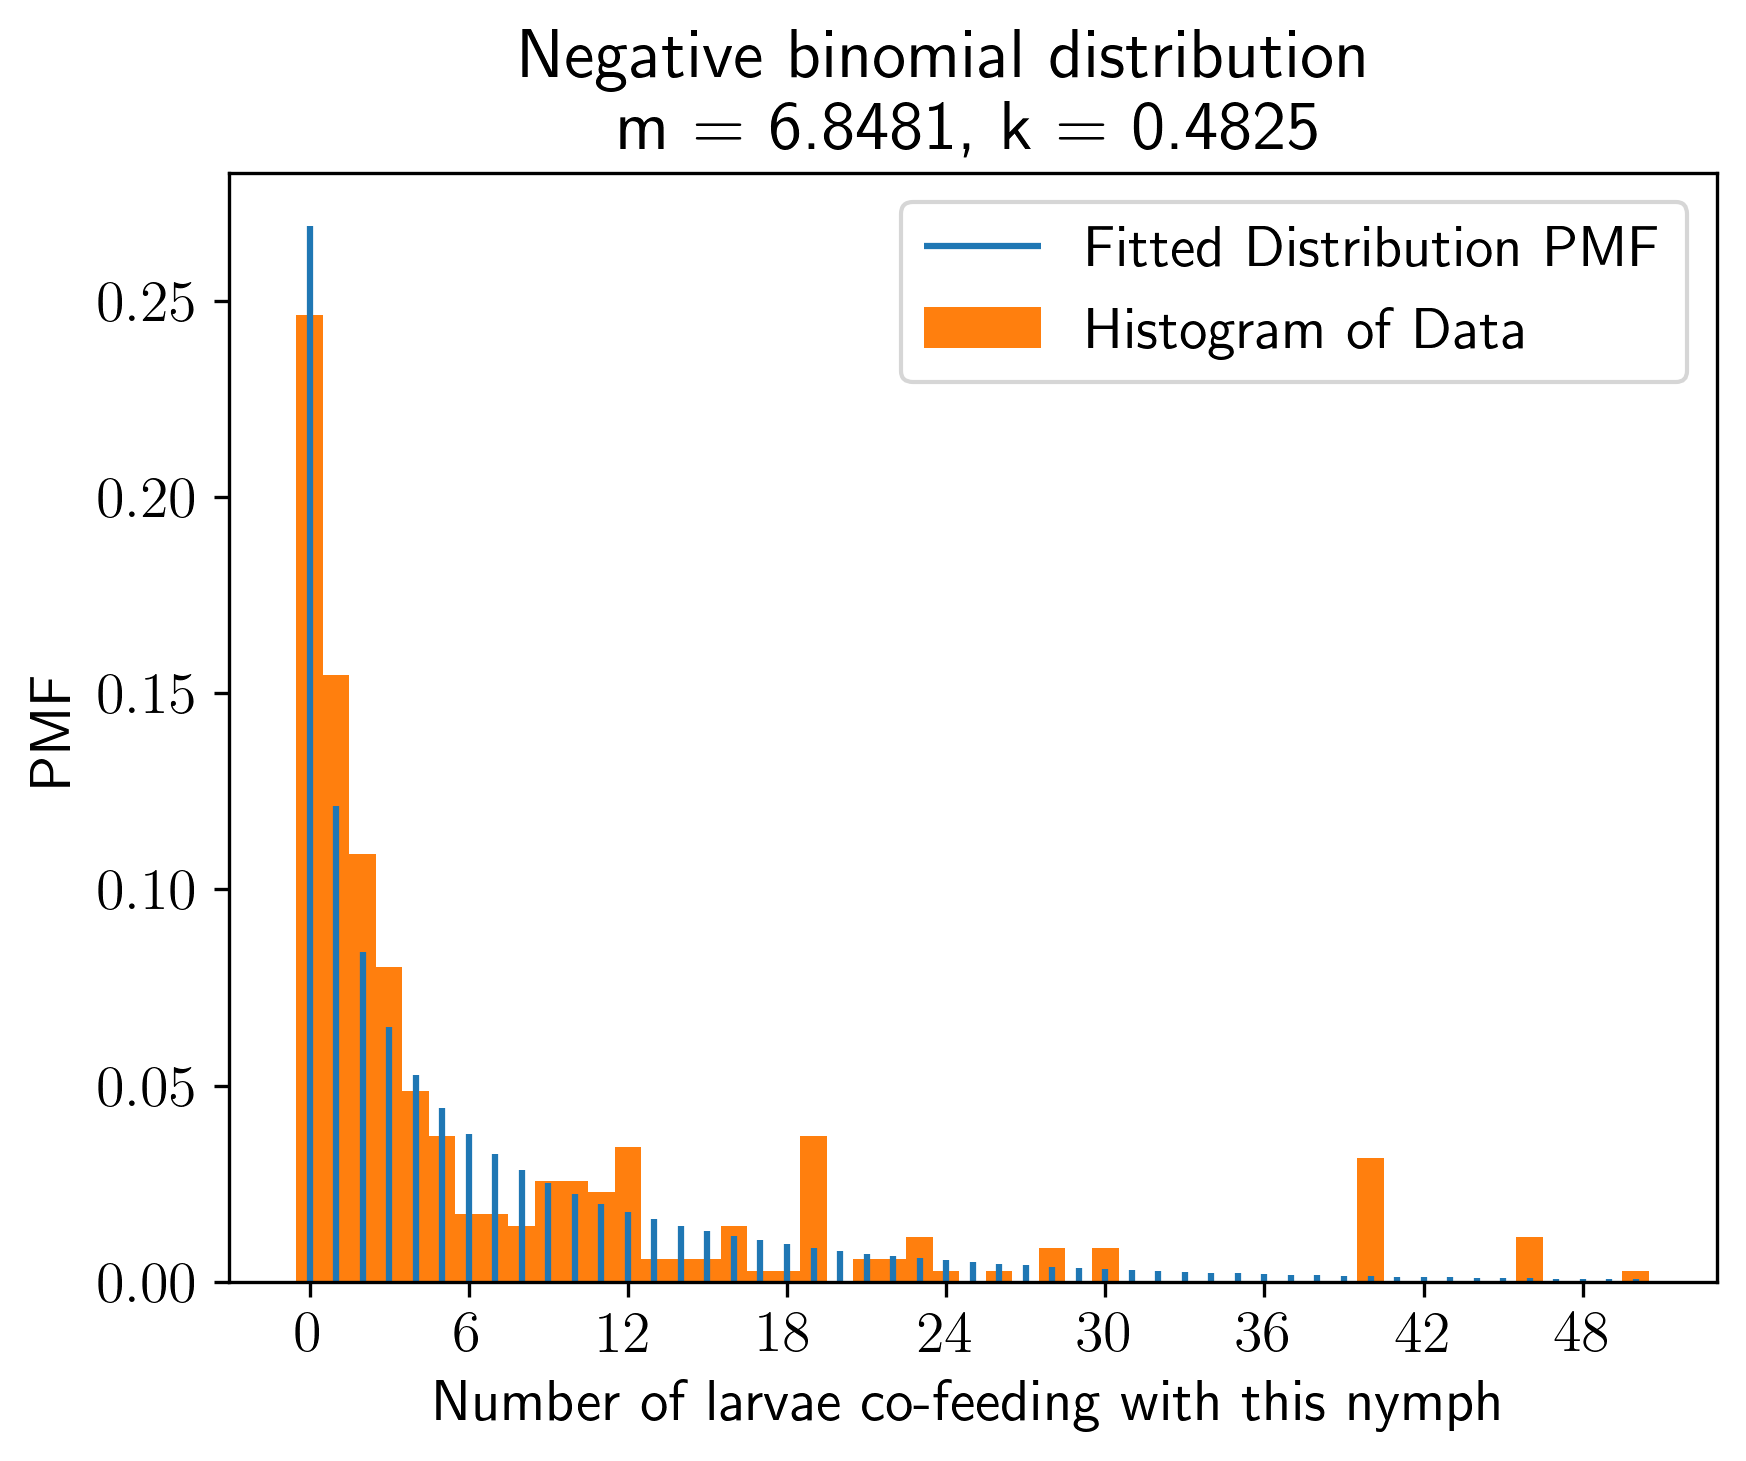 Negative binomial distribution
m = 6.8481, k = 0.4825
Fitted Distribution PMF
Histogram of Data
PMF
0.25
0.20
0.15
0.10
0.05
0.00
0 6 12 18 24 30 36 42 48
Number of larvae co-feeding with this nymph